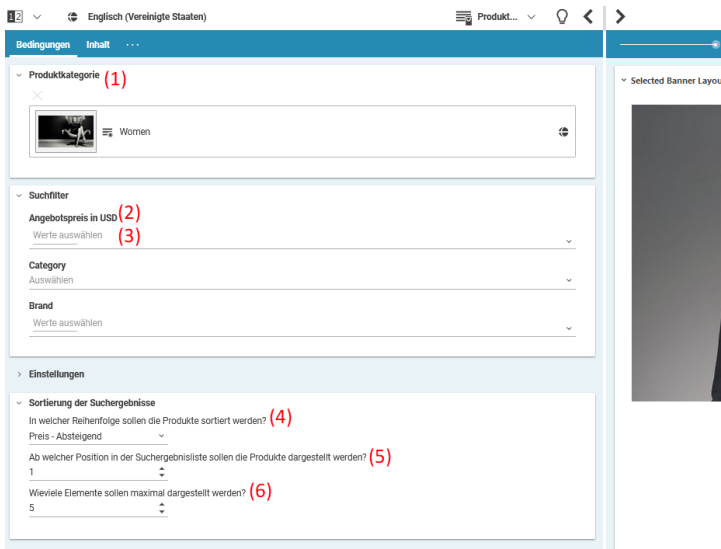 12 Englisch (Vereinigte Staaten) Produkt...
Bedingungen Inhalt ...
Produktkategorie (1)
Women
Selected Banner Layou
Suchfilter
Angebotspreis in USD (2)
Werte auswählen (3)
Category
Auswählen
Brand
Werte auswählen
Einstellungen
Sortierung der Suchergebnisse
In welcher Reihenfolge sollen die Produkte sortiert werden? (4)
Preis - Absteigend
Ab welcher Position in der Suchergebnisliste sollen die Produkte dargestellt werden? (5)
1
Wieviele Elemente sollen maximal dargestellt werden? (6)
5